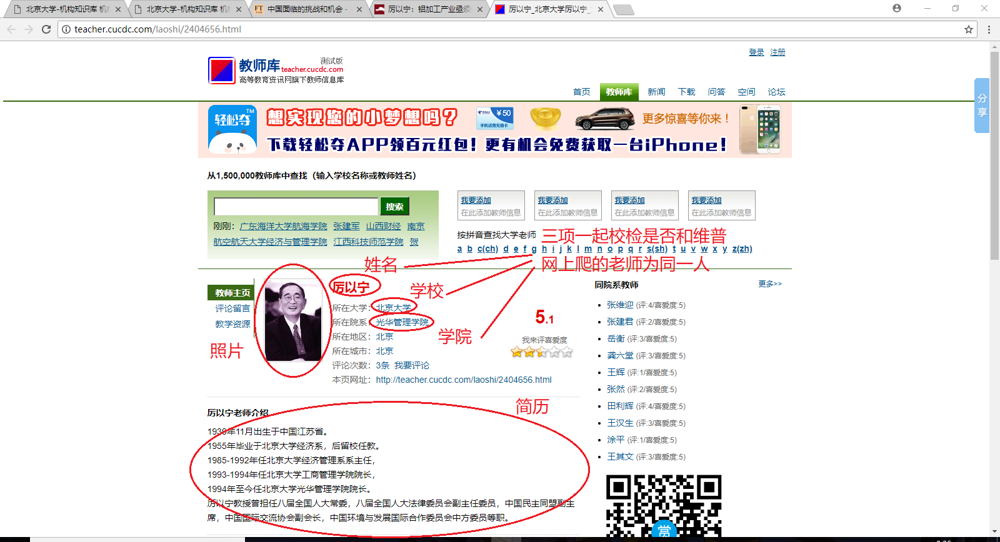 北京大学-机构知识库 机
北京大学-机构知识库 机
FT
中国面临的挑战和机会 -
厉以宁：铝加工产业亟须
厉以宁_北京大学厉以宁_
teacher.cucdc.com/laoshi/2404656.html
登录 注册
教师库 测试版
teacher.cucdc.com
高等教育资讯网旗下教师信息库
首页 教师库 新闻 下载 问答 空间 论坛
分享
轻松夺 TM
想实现您的小梦想吗？
¥50
手机话费充值卡
更多惊喜等你来！
下载轻松夺APP领百元红包！更有机会免费获取一台iPhone！
从1,500,000教师库中查找（输入学校名称或教师姓名）
搜索
刚刚：广东海洋大学航海学院 张建军 山西财经 南京
航空航天大学经济与管理学院 江西科技师范学院 贺
我要添加 我要添加 我要添加 我要添加
在此添加教师信息 在此添加教师信息 在此添加教师信息 在此添加教师信息
按拼音查找大学老师
三项一起校检是否和维普
a b c(ch) d e f g h i j k l m n o p q r s(sh) t u v w x y z(zh)
网上爬的老师为同一人
姓名
学校
学院
照片
简历
教师主页
评论留言
教学资源
厉以宁
所在大学：北京大学
所在院系：光华管理学院
所在地区：北京
所在城市：北京
评论次数：3条 我要评论
本页网址：http://teacher.cucdc.com/laoshi/2404656.html
5.1
我来评喜爱度
同院系教师 更多>>
张维迎 (评:4/喜爱度:5)
张建君 (评:2/喜爱度:5)
岳衡 (评:3/喜爱度:5)
龚六堂 (评:3/喜爱度:5)
王辉 (评:1/喜爱度:5)
张然 (评:2/喜爱度:5)
田利辉 (评:4/喜爱度:5)
王汉生 (评:3/喜爱度:5)
涂平 (评:1/喜爱度:5)
王其文 (评:3/喜爱度:5)
赏
厉以宁老师介绍
1930年11月出生于中国江苏省。
1955年毕业于北京大学经济系，后留校任教。
1985-1992年任北京大学经济管理系系主任，
1993-1994年任北京大学工商管理学院院长，
1994年至今任北京大学光华管理学院院长。
厉以宁教授曾担任八届全国人大常委，八届全国人大法律委员会副主任委员，中国民主同盟副主
席，中国国际交流协会副会长，中国环境与发展国际合作委员会中方委员等职。